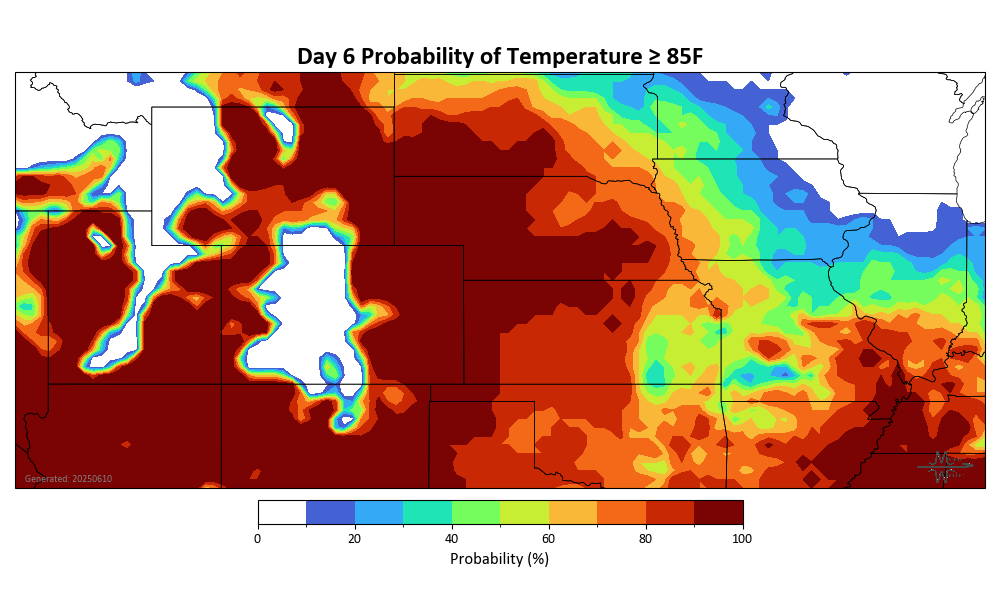 Day 6 Probability of Temperature ≥ 85F
Generated: 20250610
0 20 40 60 80 100
Probability (%)